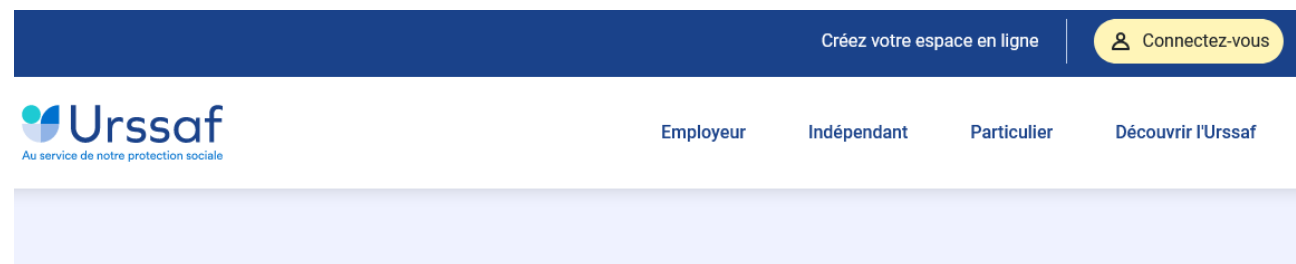 Créez votre espace en ligne
Connectez-vous
Urssaf
Au service de notre protection sociale
Employeur
Indépendant
Particulier
Découvrir l'Urssaf